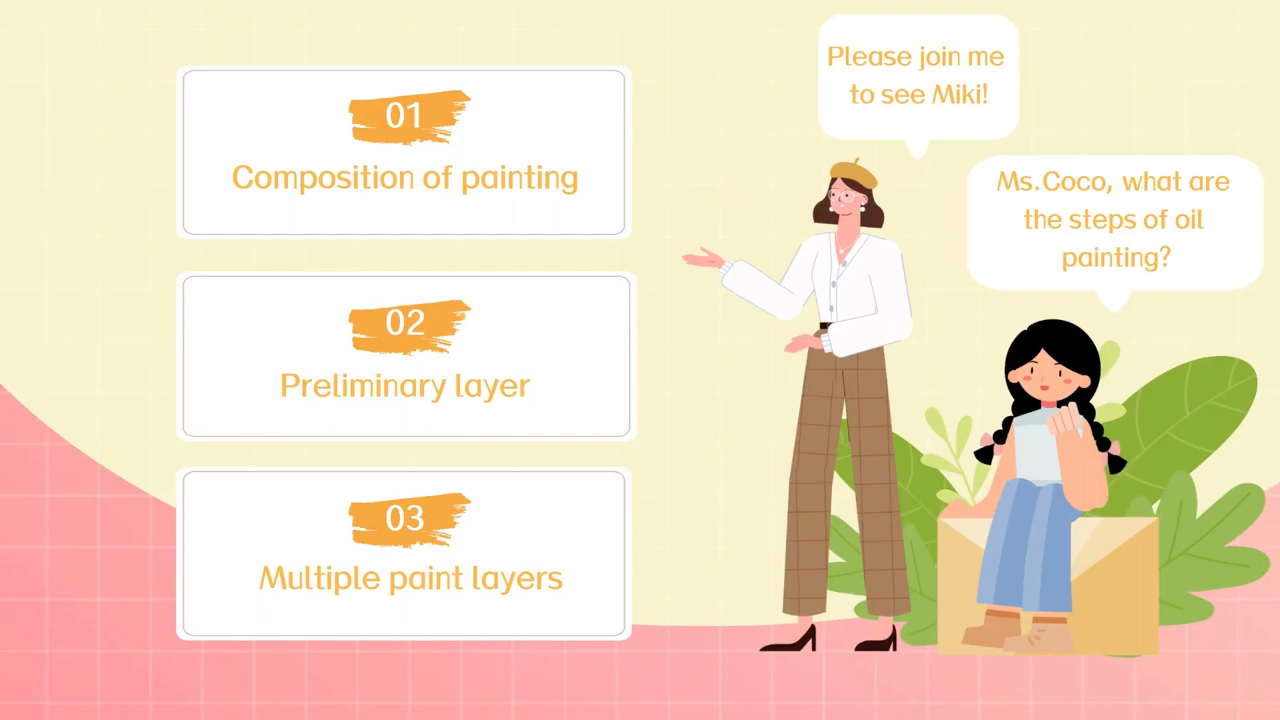 01
Composition of painting
02
Preliminary layer
03
Multiple paint layers
Please join me
to see Miki!
Ms.Coco, what are
the steps of oil
painting?